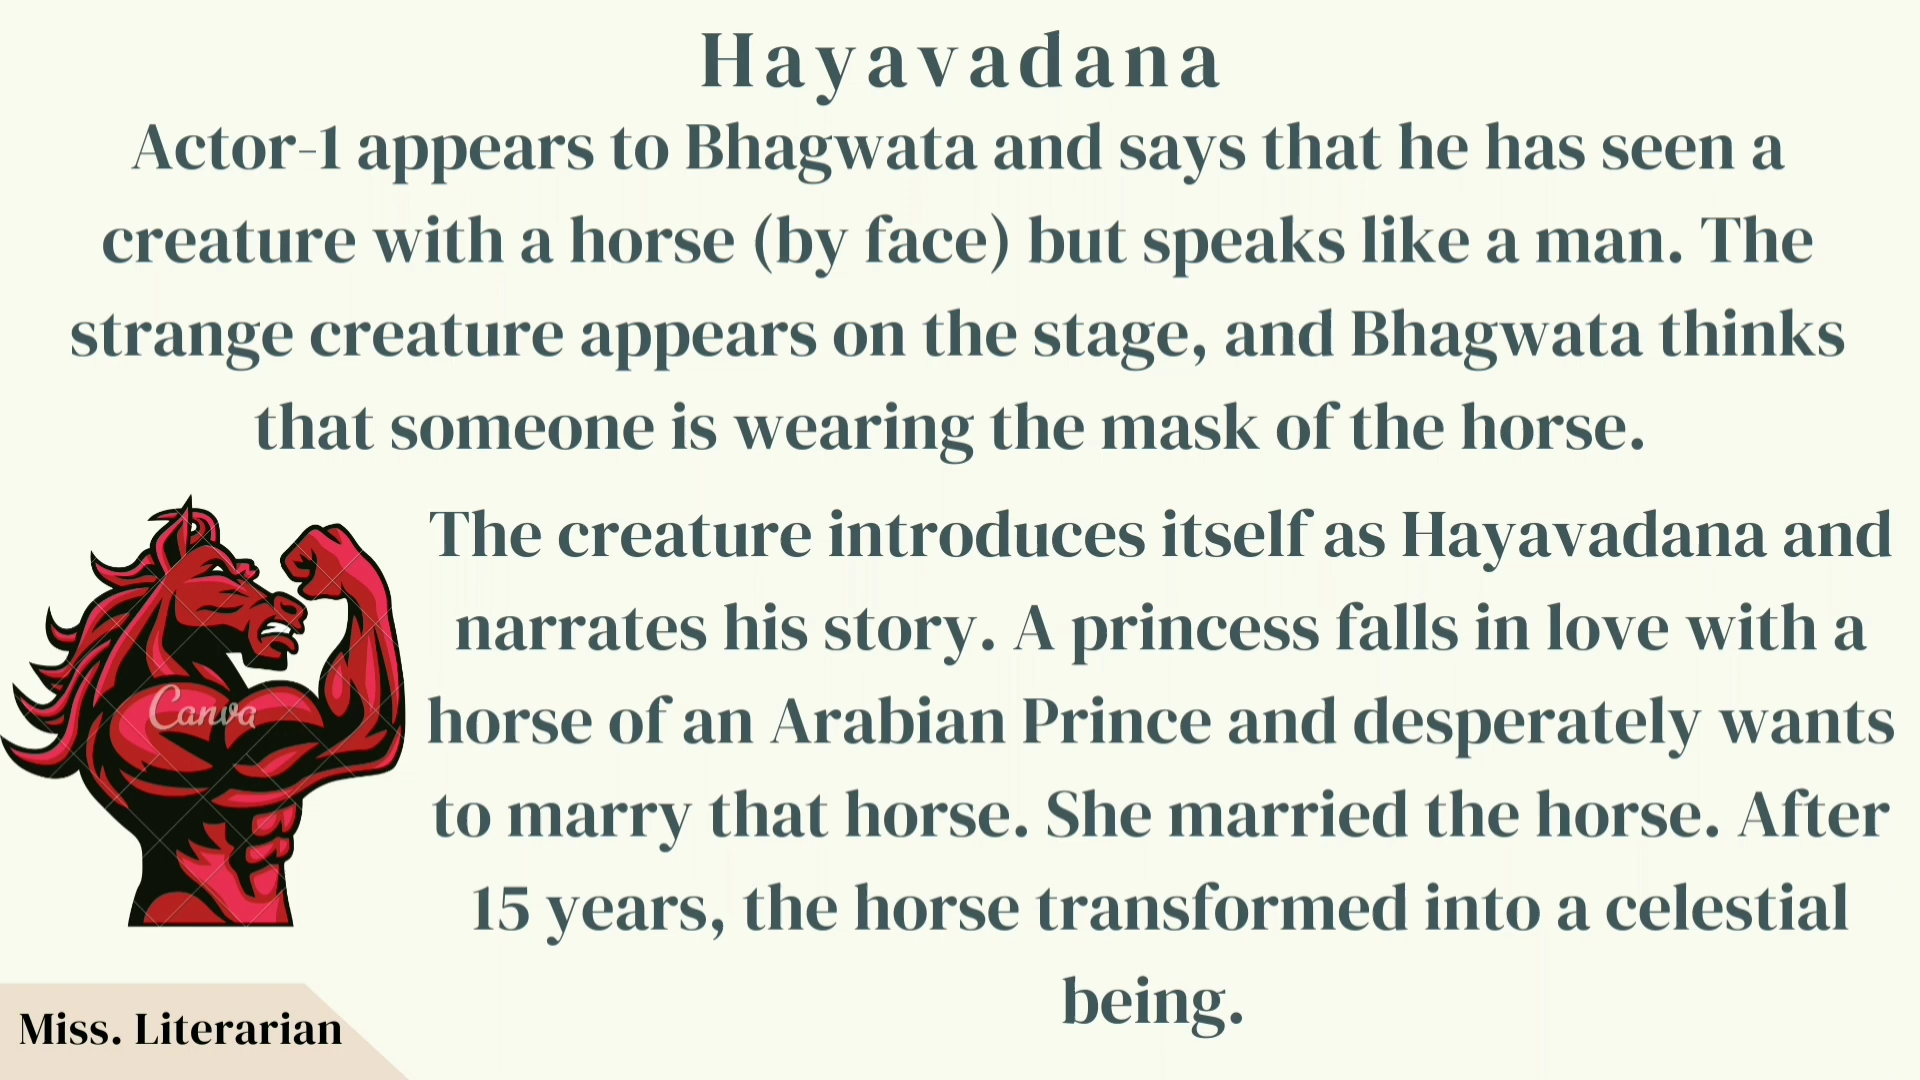 Hayavadana
Actor-1 appears to Bhagwata and says that he has seen a
creature with a horse (by face) but speaks like a man. The
strange creature appears on the stage, and Bhagwata thinks
that someone is wearing the mask of the horse.
The creature introduces itself as Hayavadana and
narrates his story. A princess falls in love with a
horse of an Arabian Prince and desperately wants
to marry that horse. She married the horse. After
15 years, the horse transformed into a celestial
being.
Canva
Miss. Literarian